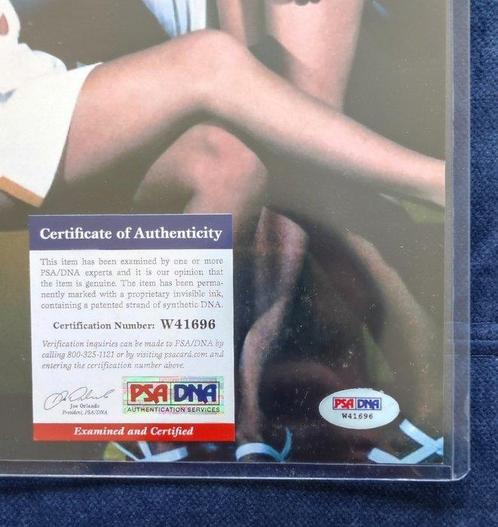 Certificate of Authenticity
This item has been examined by one or more
PSA/DNA experts and it is our opinion that
the item is genuine. The item has been perma-
nently marked with a proprietary invisible ink,
containing a patented strand of synthetic DNA.
Certification Number: W41696
Verification inquiries can be made to PSA/DNA by
calling 800-325-1121 or by visiting psacard.com and
entering the certification number above.
Joe Orlando
President, PSA/DNA
PSA DNA
AUTHENTICATION SERVICES
Examined and Certified
PSA DNA
W41696